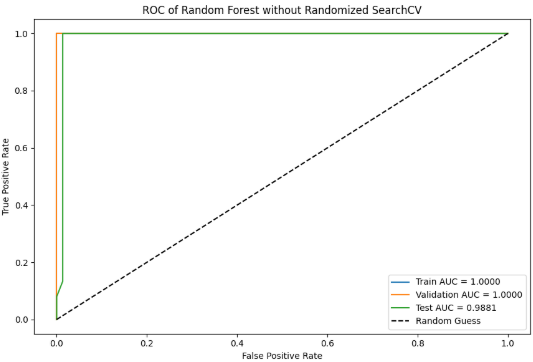 ROC of Random Forest without Randomized SearchCV
True Positive Rate
1.0
0.8
0.6
0.4
0.2
0.0
Train AUC = 1.0000
Validation AUC = 1.0000
Test AUC = 0.9881
Random Guess
0.0 0.2 0.4 0.6 0.8 1.0
False Positive Rate